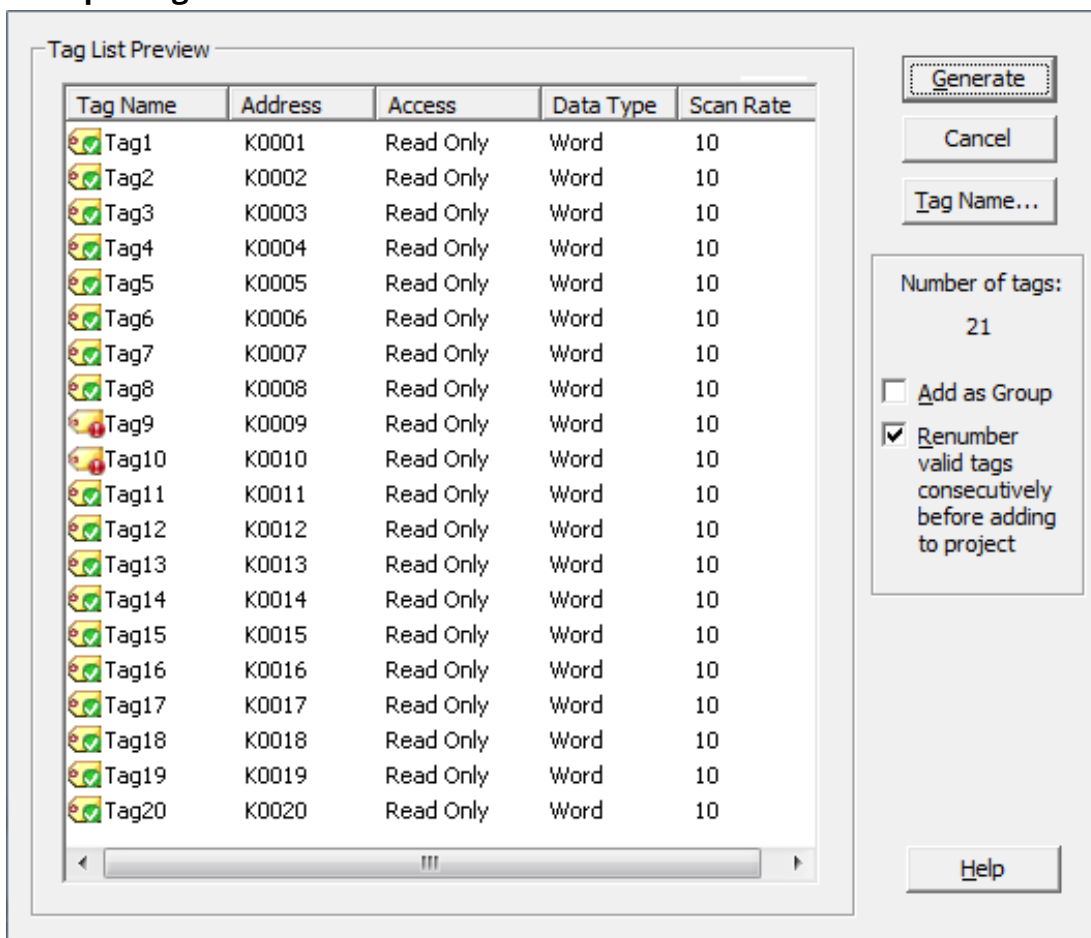 Tag List Preview
Generate
Cancel
Tag Name...
Tag Name Address Access Data Type Scan Rate
Tag1 K0001 Read Only Word 10
Tag2 K0002 Read Only Word 10
Tag3 K0003 Read Only Word 10
Tag4 K0004 Read Only Word 10
Tag5 K0005 Read Only Word 10
Tag6 K0006 Read Only Word 10
Tag7 K0007 Read Only Word 10
Tag8 K0008 Read Only Word 10
Tag9 K0009 Read Only Word 10
Tag10 K0010 Read Only Word 10
Tag11 K0011 Read Only Word 10
Tag12 K0012 Read Only Word 10
Tag13 K0013 Read Only Word 10
Tag14 K0014 Read Only Word 10
Tag15 K0015 Read Only Word 10
Tag16 K0016 Read Only Word 10
Tag17 K0017 Read Only Word 10
Tag18 K0018 Read Only Word 10
Tag19 K0019 Read Only Word 10
Tag20 K0020 Read Only Word 10
Number of tags:
21
Add as Group
Renumber
valid tags
consecutively
before adding
to project
Help